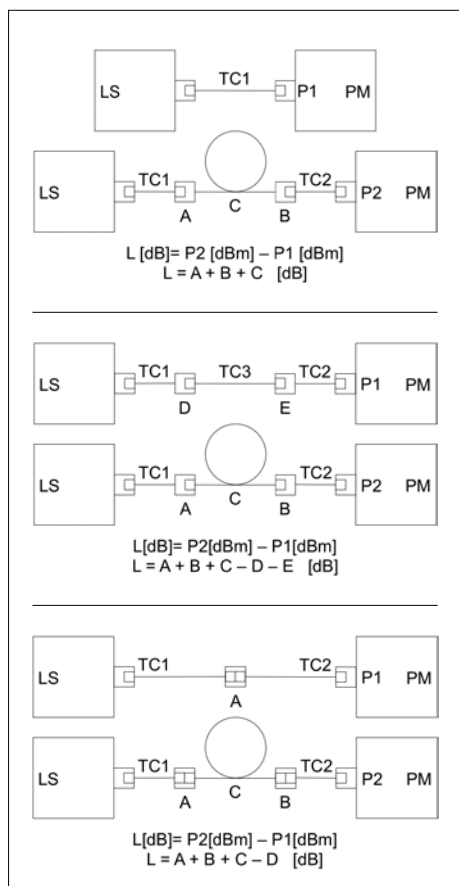 LS TC1 P1 PM
LS TC1 TC2 P2 PM
A C B
L [dB]= P2 [dBm] – P1 [dBm]
L = A + B + C [dB]
LS TC1 TC3 TC2 P1 PM
D E
LS TC1 TC2 P2 PM
A C B
L[dB]= P2[dBm] – P1[dBm]
L = A + B + C – D – E [dB]
LS TC1 TC2 P1 PM
A
LS TC1 TC2 P2 PM
A C B
L[dB]= P2[dBm] – P1[dBm]
L = A + B + C – D [dB]